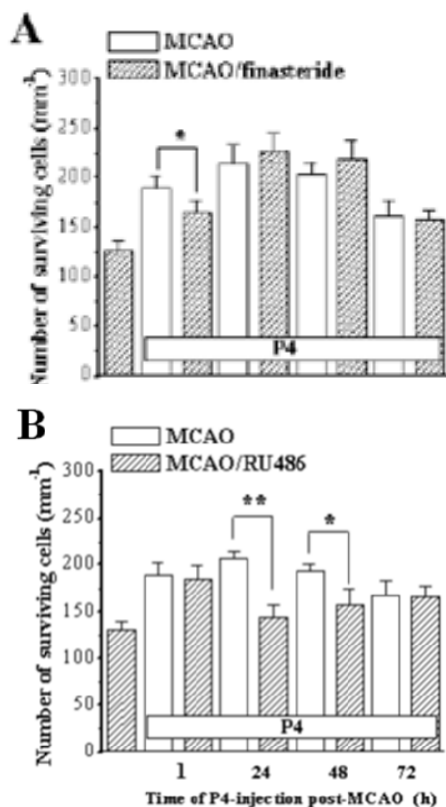 A
MCAO
MCAO/finasteride
Number of surviving cells (mm-1)
300
250
200
150
100
50
0
*
P4
B
MCAO
MCAO/RU486
Number of surviving cells (mm-1)
300
250
200
150
100
50
0
**
*
P4
1 24 48 72
Time of P4-injection post-MCAO (h)